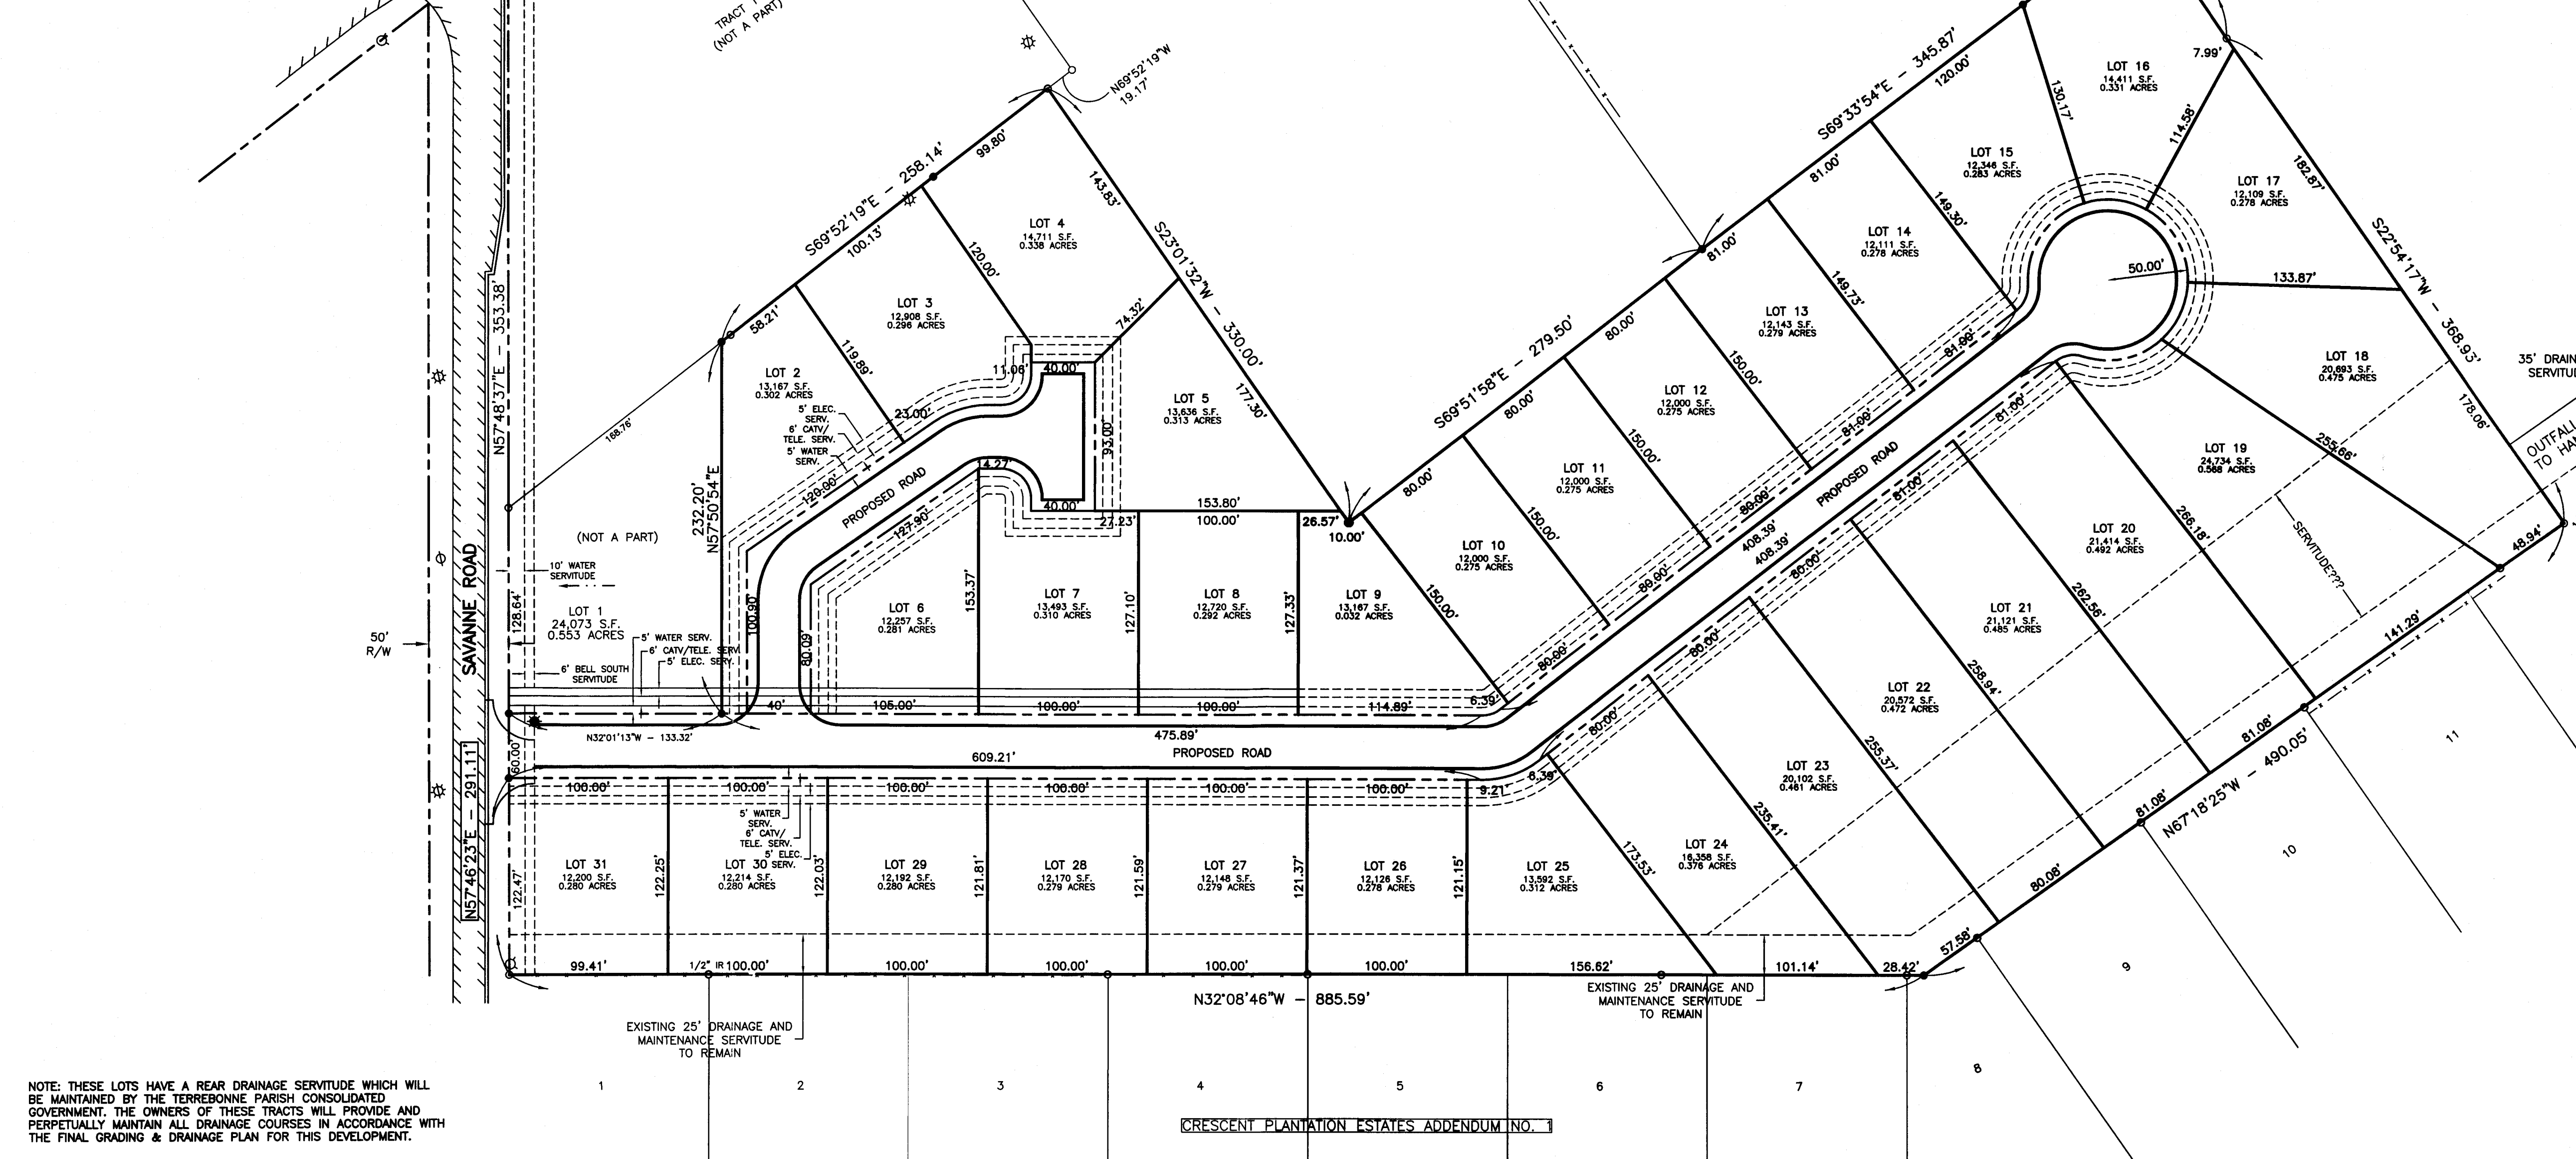 TRACT
(NOT A PART)
N69°52'19"W
19.17'
S69°52'19"E - 258.14'
58.21'
100.13'
99.80'
143.83'
S23°01'32"W - 330.00'
177.30'
LOT 4
14,711 S.F.
0.338 ACRES
120.00'
LOT 3
12,908 S.F.
0.296 ACRES
119.89'
LOT 2
13,167 S.F.
0.302 ACRES
5' ELEC.
SERV.
6' CATV/
TELE. SERV.
5' WATER
SERV.
11.06'
40.00'
74.32'
23.00'
120.00'
PROPOSED ROAD
14.27'
127.90'
93.00'
40.00'
LOT 5
13,636 S.F.
0.313 ACRES
168.76'
N57°48'37"E - 353.38'
232.20'
N57°50'54"E
(NOT A PART)
10' WATER
SERVITUDE
LOT 1
24,073 S.F.
0.553 ACRES
128.64'
50'
R/W
SAVANNE ROAD
6' BELL SOUTH
SERVITUDE
5' WATER SERV.
6' CATV/TELE. SERV
5' ELEC. SERV.
100.90'
80.09'
LOT 6
12,257 S.F.
0.281 ACRES
153.37'
LOT 7
13,493 S.F.
0.310 ACRES
27.23'
127.10'
153.80'
100.00'
LOT 8
12,720 S.F.
0.292 ACRES
127.33'
26.57'
10.00'
LOT 9
13,167 S.F.
0.032 ACRES
150.00'
40'
105.00'
100.00'
100.00'
114.89'
6.39'
N32°01'13"W - 133.32'
475.89'
609.21'
PROPOSED ROAD
60.00'
N57°46'23"E - 291.11'
S69°51'58"E - 279.50'
80.00'
80.00'
80.00'
81.00'
81.00'
S69°33'54"E - 345.87'
120.00'
LOT 10
12,000 S.F.
0.275 ACRES
150.00'
LOT 11
12,000 S.F.
0.275 ACRES
150.00'
LOT 12
12,000 S.F.
0.275 ACRES
150.00'
LOT 13
12,143 S.F.
0.279 ACRES
149.73'
LOT 14
12,111 S.F.
0.278 ACRES
149.30'
LOT 15
12,346 S.F.
0.283 ACRES
130.17'
LOT 16
14,411 S.F.
0.331 ACRES
7.99'
114.58'
LOT 17
12,109 S.F.
0.278 ACRES
182.87'
S22°54'17"W - 368.93'
50.00'
133.87'
LOT 18
20,693 S.F.
0.475 ACRES
178.06'
35' DRAIN
SERVITU
OUTFALL
TO HA
255.66'
48.94'
LOT 19
24,734 S.F.
0.568 ACRES
SERVITUDE???
141.29'
80.00'
80.00'
80.00'
81.00'
81.00'
408.39'
408.39'
PROPOSED ROAD
80.00'
80.00'
80.00'
81.00'
81.00'
LOT 20
21,414 S.F.
0.492 ACRES
266.18'
LOT 21
21,121 S.F.
0.485 ACRES
262.56'
LOT 22
20,572 S.F.
0.472 ACRES
258.94'
LOT 23
20,102 S.F.
0.461 ACRES
255.37'
LOT 24
16,358 S.F.
0.376 ACRES
235.41'
173.53'
6.39'
9.21'
LOT 25
13,592 S.F.
0.312 ACRES
100.00'
100.00'
100.00'
100.00'
100.00'
100.00'
5' WATER
SERV.
6' CATV/
TELE. SERV.
5' ELEC.
SERV.
122.47'
LOT 31
12,200 S.F.
0.280 ACRES
122.25'
LOT 30
12,214 S.F.
0.280 ACRES
122.03'
LOT 29
12,192 S.F.
0.280 ACRES
121.81'
LOT 28
12,170 S.F.
0.279 ACRES
121.59'
LOT 27
12,148 S.F.
0.279 ACRES
121.37'
LOT 26
12,126 S.F.
0.278 ACRES
121.15'
99.41'
1/2" IR
100.00'
100.00'
100.00'
100.00'
100.00'
156.62'
101.14'
28.42'
57.58'
80.08'
81.08'
81.08'
N67°18'25"W - 490.05'
N32°08'46"W - 885.59'
EXISTING 25' DRAINAGE AND
MAINTENANCE SERVITUDE
TO REMAIN
EXISTING 25' DRAINAGE AND
MAINTENANCE SERVITUDE
TO REMAIN
1
2
3
4
5
6
7
8
9
10
11
CRESCENT PLANTATION ESTATES ADDENDUM NO. 1
NOTE: THESE LOTS HAVE A REAR DRAINAGE SERVITUDE WHICH WILL
BE MAINTAINED BY THE TERREBONNE PARISH CONSOLIDATED
GOVERNMENT. THE OWNERS OF THESE TRACTS WILL PROVIDE AND
PERPETUALLY MAINTAIN ALL DRAINAGE COURSES IN ACCORDANCE WITH
THE FINAL GRADING & DRAINAGE PLAN FOR THIS DEVELOPMENT.